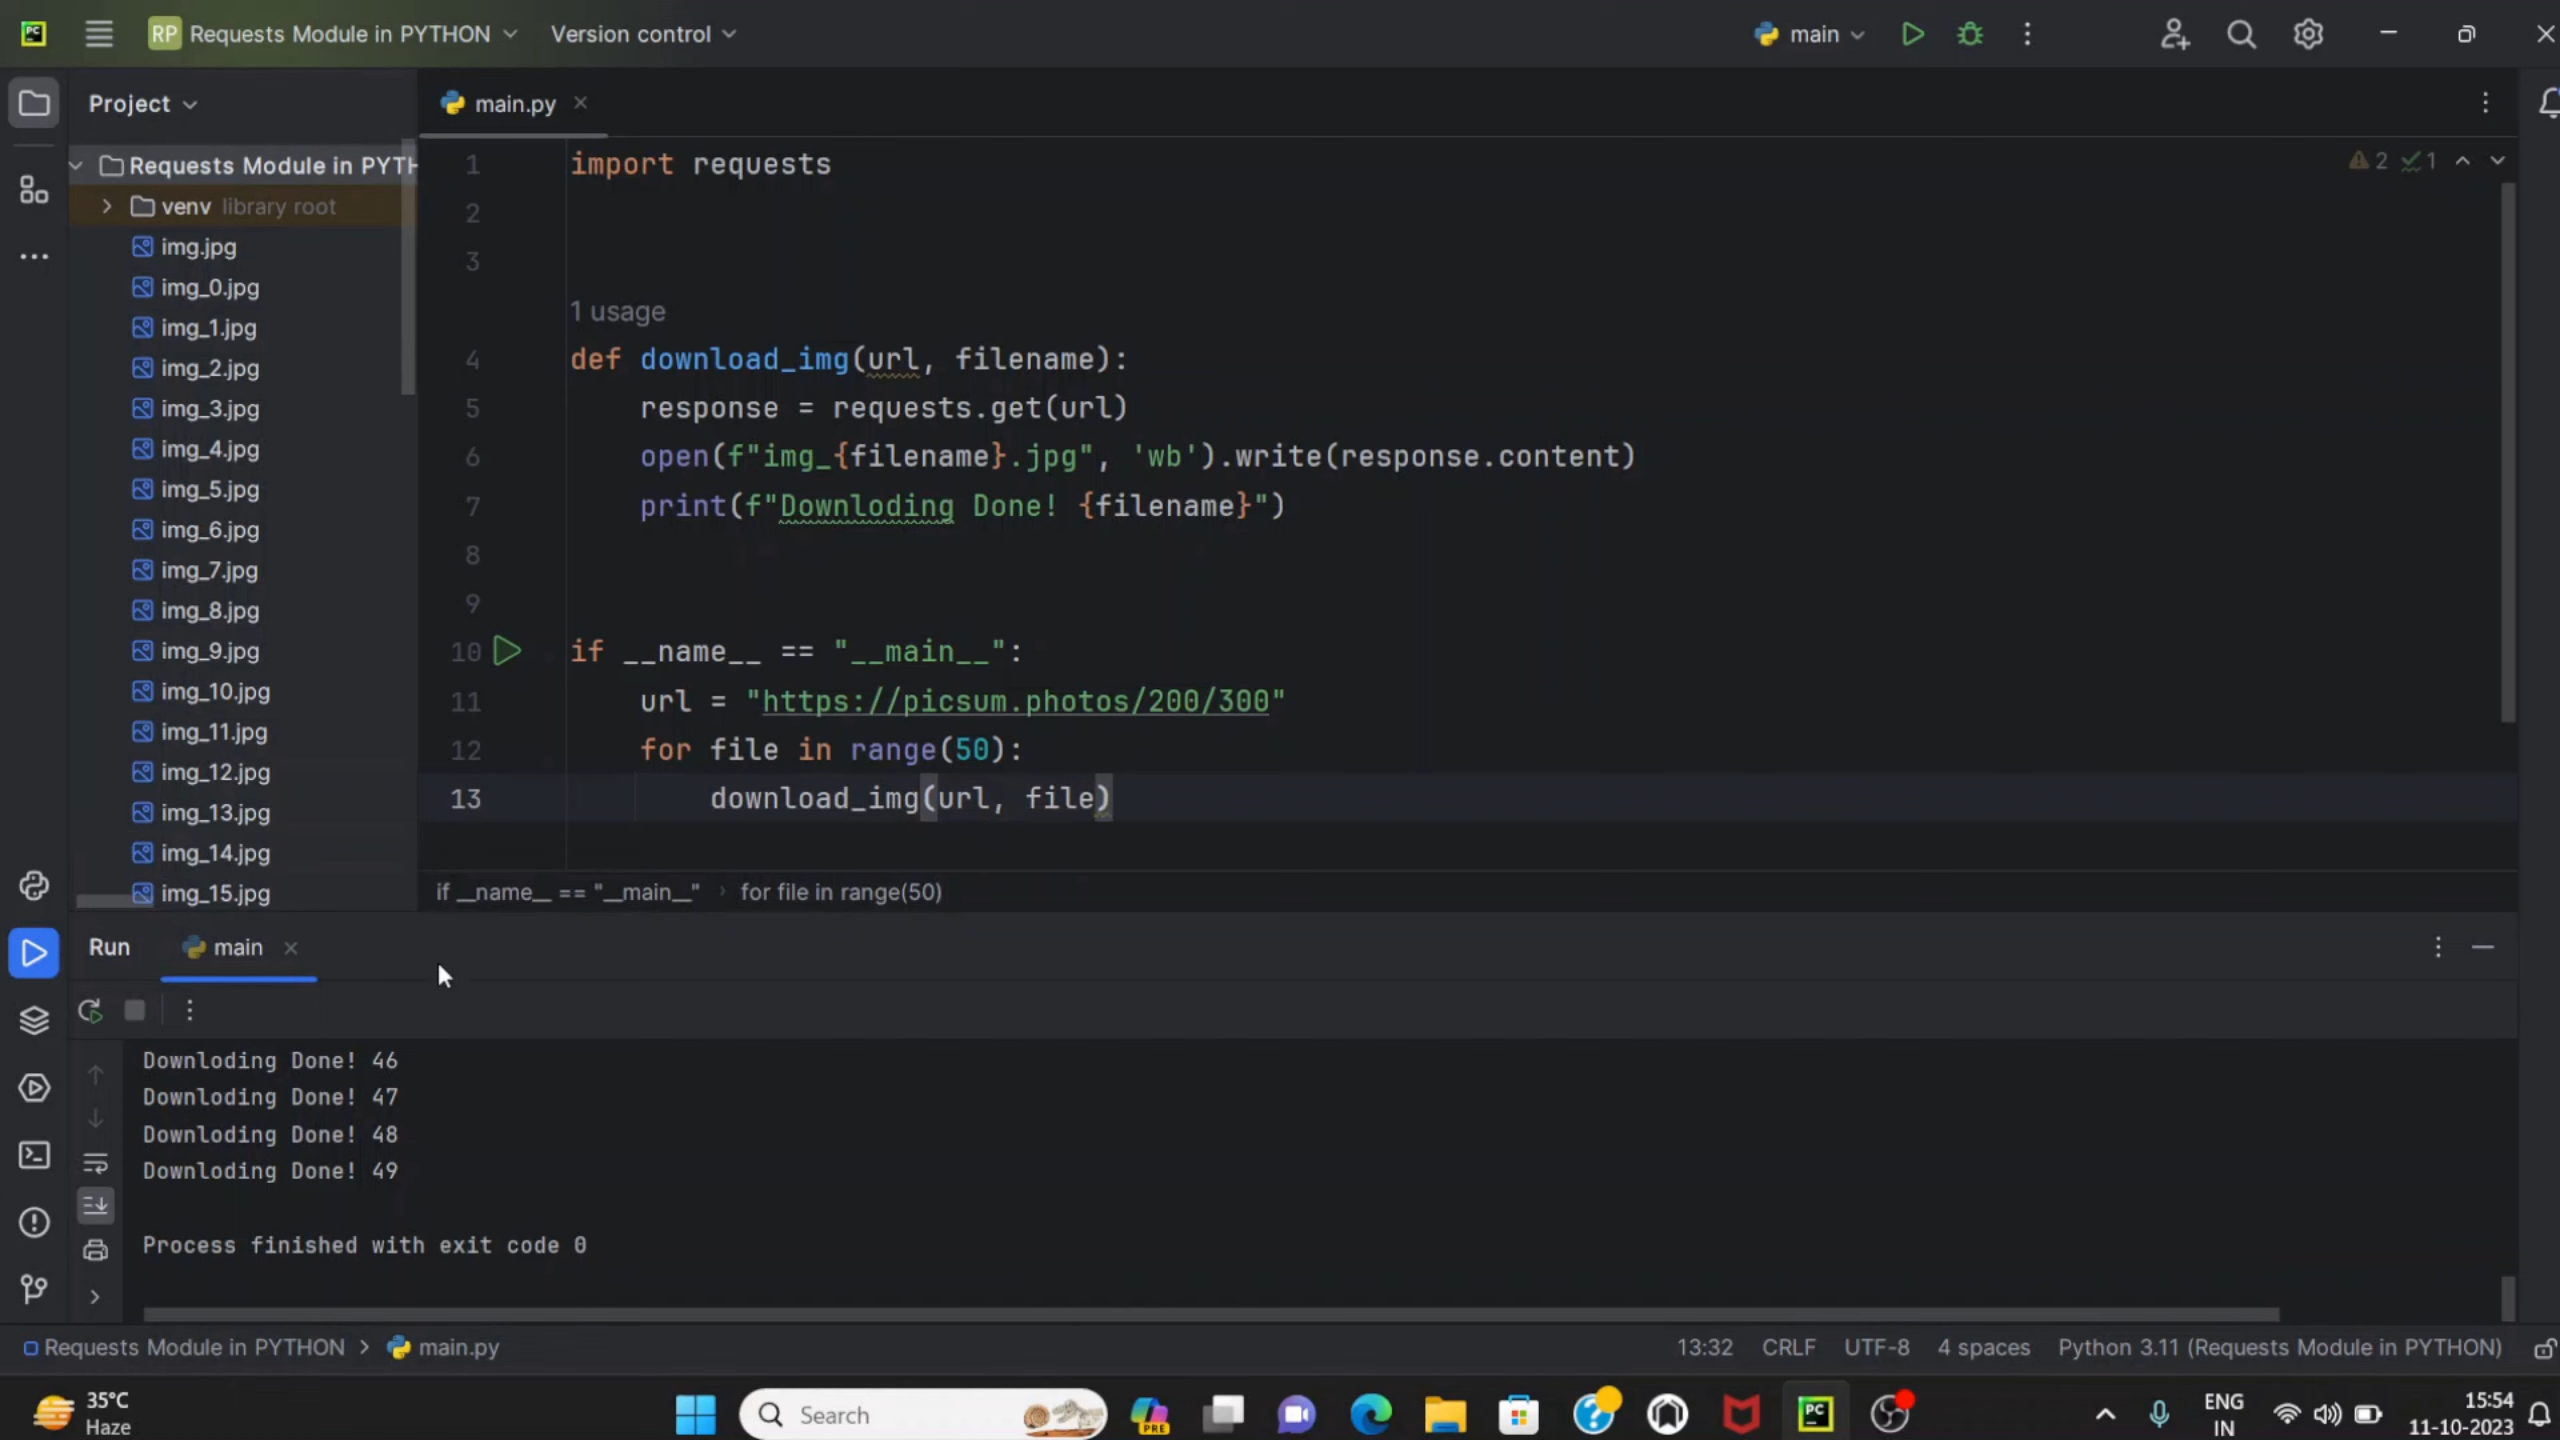 PC
RP Requests Module in PYTHON Version control main
Project
main.py
Requests Module in PYTH
venv library root
img.jpg
img_0.jpg
img_1.jpg
img_2.jpg
img_3.jpg
img_4.jpg
img_5.jpg
img_6.jpg
img_7.jpg
img_8.jpg
img_9.jpg
img_10.jpg
img_11.jpg
img_12.jpg
img_13.jpg
img_14.jpg
img_15.jpg
2 1
1 import requests
2
3
1 usage
4 def download_img(url, filename):
5     response = requests.get(url)
6     open(f"img_{filename}.jpg", 'wb').write(response.content)
7     print(f"Downloding Done! {filename}")
8
9
10 if __name__ == "__main__":
11     url = "https://picsum.photos/200/300"
12     for file in range(50):
13         download_img(url, file)
if __name__ == "__main__" › for file in range(50)
Run main
Downloding Done! 46
Downloding Done! 47
Downloding Done! 48
Downloding Done! 49
Process finished with exit code 0
Requests Module in PYTHON > main.py 13:32 CRLF UTF-8 4 spaces Python 3.11 (Requests Module in PYTHON)
35°C
Haze
Search
PRE
PC
ENG
IN
15:54
11-10-2023